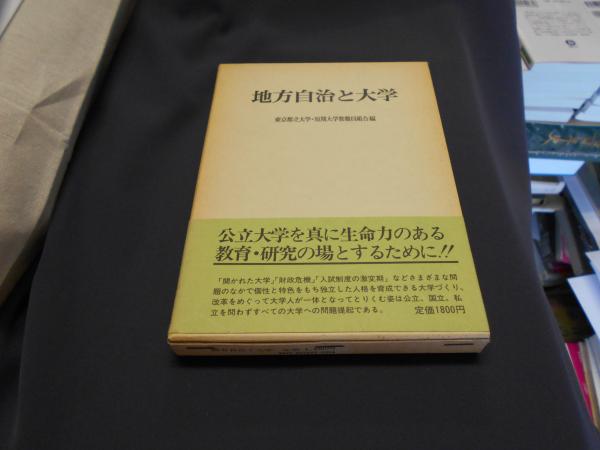 地方自治と大学
東京都立大学・短期大学教職員組合 編
公立大学を真に生命力のある
教育・研究の場とするために!!
「開かれた大学」「財政危機」「入試制度の激変期」などさまざまな問
題のなかで個性と特色をもち独立した人格を育成できる大学づくり、
改革をめぐって大学人が一体となってとりくむ姿は公立、国立、私
立を問わずすべての大学への問題提起である。
定価1800円